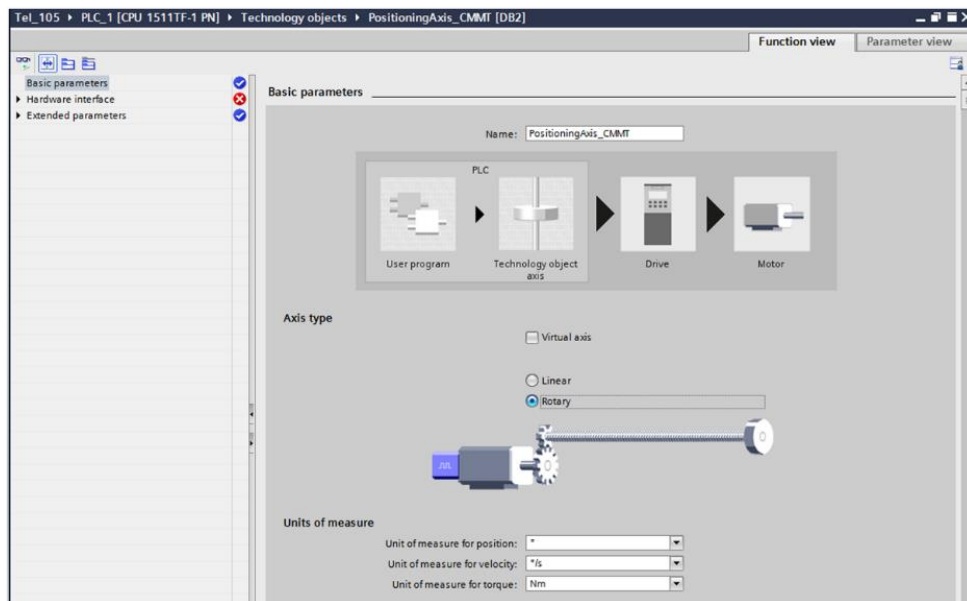 Tel_105 ▸ PLC_1 [CPU 1511TF-1 PN] ▸ Technology objects ▸ PositioningAxis_CMMT [DB2]
Function view
Parameter view
Basic parameters
Hardware interface
Extended parameters
Basic parameters
Name: PositioningAxis_CMMT
PLC
User program
Technology object
axis
Drive
Motor
Axis type
Virtual axis
Linear
Rotary
Units of measure
Unit of measure for position: °
Unit of measure for velocity: °/s
Unit of measure for torque: Nm